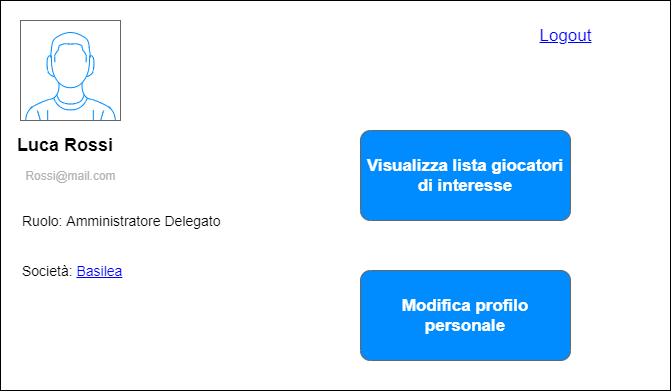 Logout
Luca Rossi
Rossi@mail.com
Ruolo: Amministratore Delegato
Società: Basilea
Visualizza lista giocatori
di interesse
Modifica profilo
personale